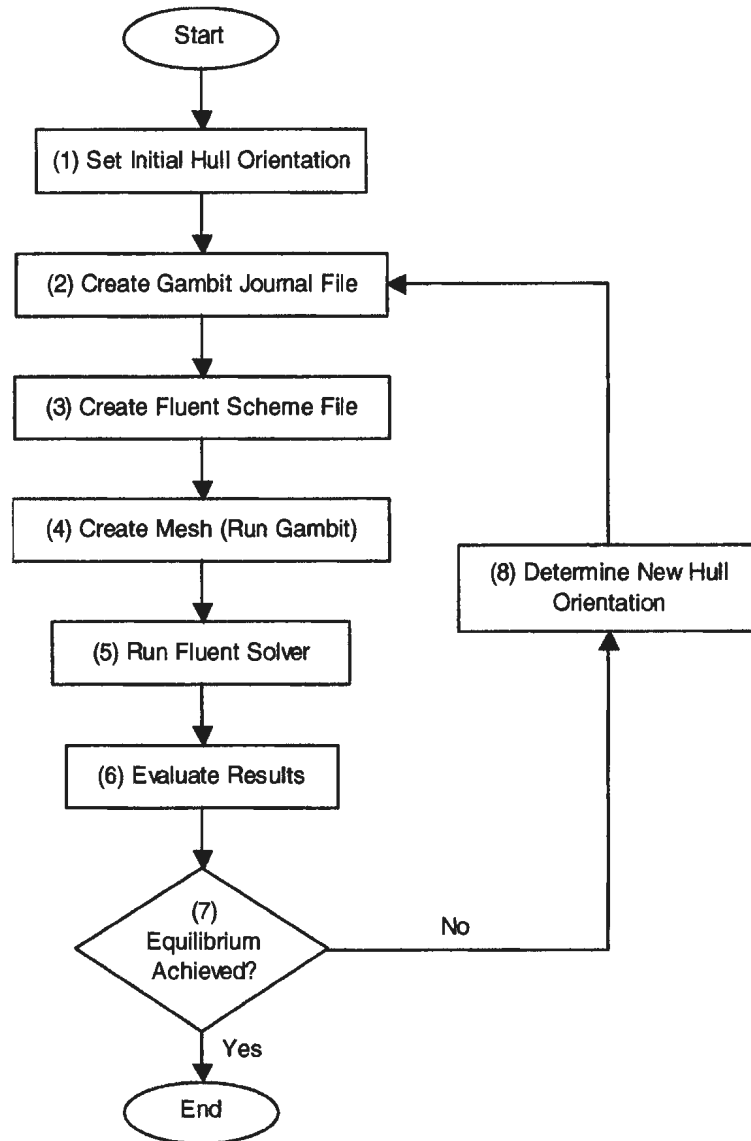 Start
(1) Set Initial Hull Orientation
(2) Create Gambit Journal File
(3) Create Fluent Scheme File
(4) Create Mesh (Run Gambit)
(8) Determine New Hull
Orientation
(5) Run Fluent Solver
(6) Evaluate Results
(7)
Equilibrium
Achieved?
No
Yes
End